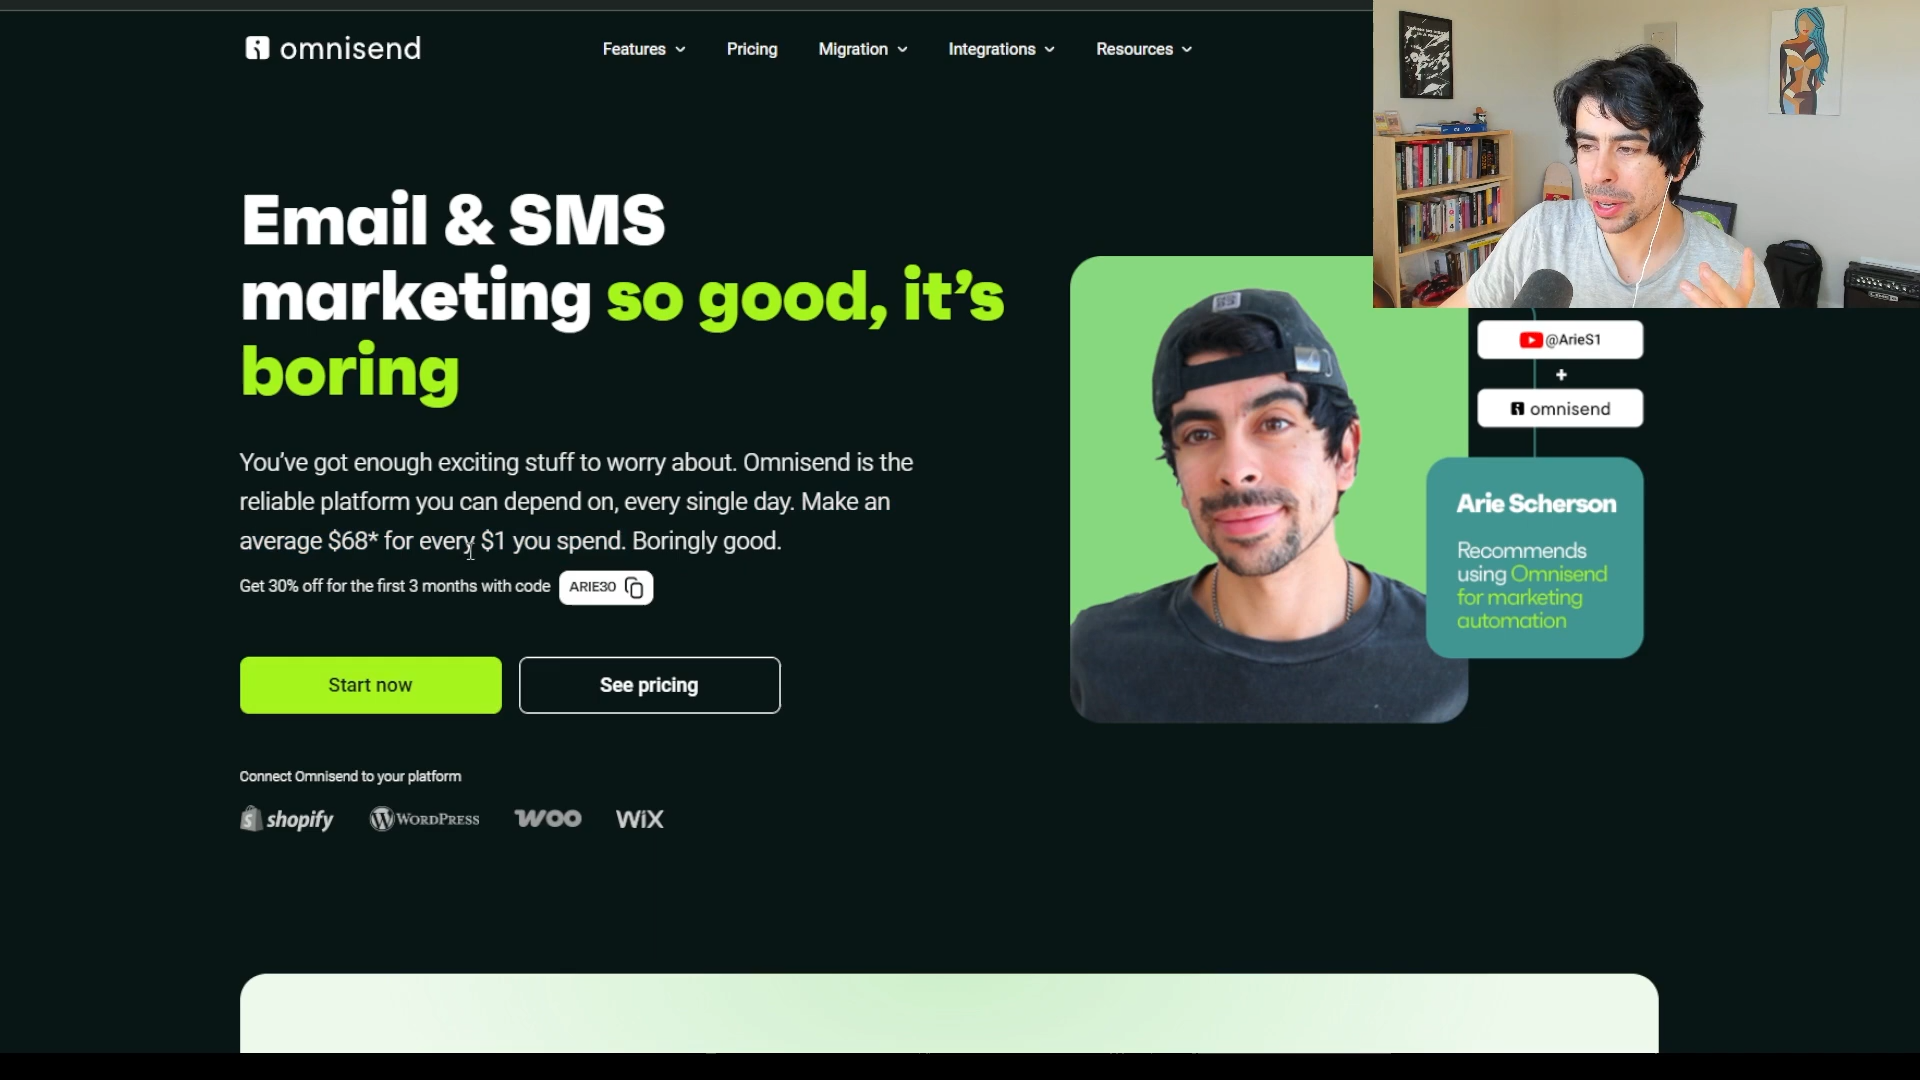 omnisend
Features
Pricing
Migration
Integrations
Resources
Email & SMS
marketing so good, it's
boring
You've got enough exciting stuff to worry about. Omnisend is the
reliable platform you can depend on, every single day. Make an
average $68* for every $1 you spend. Boringly good.
Get 30% off for the first 3 months with code ARIE30
Start now
See pricing
Connect Omnisend to your platform
shopify
WORDPRESS
WOO
WiX
@ArieS1
+
omnisend
Arie Scherson
Recommends
using Omnisend
for marketing
automation